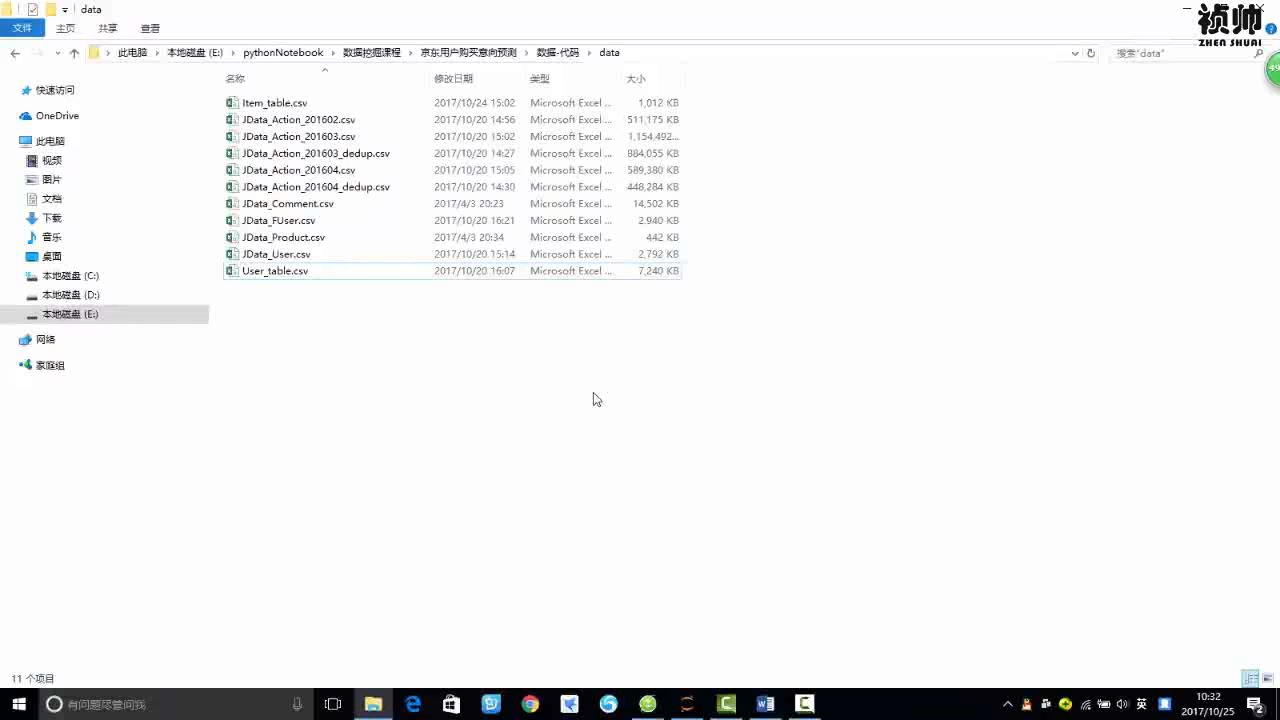 data
祯帅
ZHEN SHUAI
文件 主页 共享 查看
此电脑 本地磁盘 (E:) pythonNotebook 数据挖掘课程 京东用户购买意向预测 数据-代码 data 搜索"data"
名称 修改日期 类型 大小
快速访问
OneDrive
此电脑
视频
图片
文档
下载
音乐
桌面
本地磁盘 (C:)
本地磁盘 (D:)
本地磁盘 (E:)
网络
家庭组
Item_table.csv 2017/10/24 15:02 Microsoft Excel ... 1,012 KB
JData_Action_201602.csv 2017/10/20 14:56 Microsoft Excel ... 511,175 KB
JData_Action_201603.csv 2017/10/20 15:02 Microsoft Excel ... 1,154,492...
JData_Action_201603_dedup.csv 2017/10/20 14:27 Microsoft Excel ... 884,055 KB
JData_Action_201604.csv 2017/10/20 15:05 Microsoft Excel ... 589,380 KB
JData_Action_201604_dedup.csv 2017/10/20 14:30 Microsoft Excel ... 448,284 KB
JData_Comment.csv 2017/4/3 20:23 Microsoft Excel ... 14,502 KB
JData_FUser.csv 2017/10/20 16:21 Microsoft Excel ... 2,940 KB
JData_Product.csv 2017/4/3 20:34 Microsoft Excel ... 442 KB
JData_User.csv 2017/10/20 15:14 Microsoft Excel ... 2,792 KB
User_table.csv 2017/10/20 16:07 Microsoft Excel ... 7,240 KB
11 个项目
有问题尽管问我
英
10:32
2017/10/25